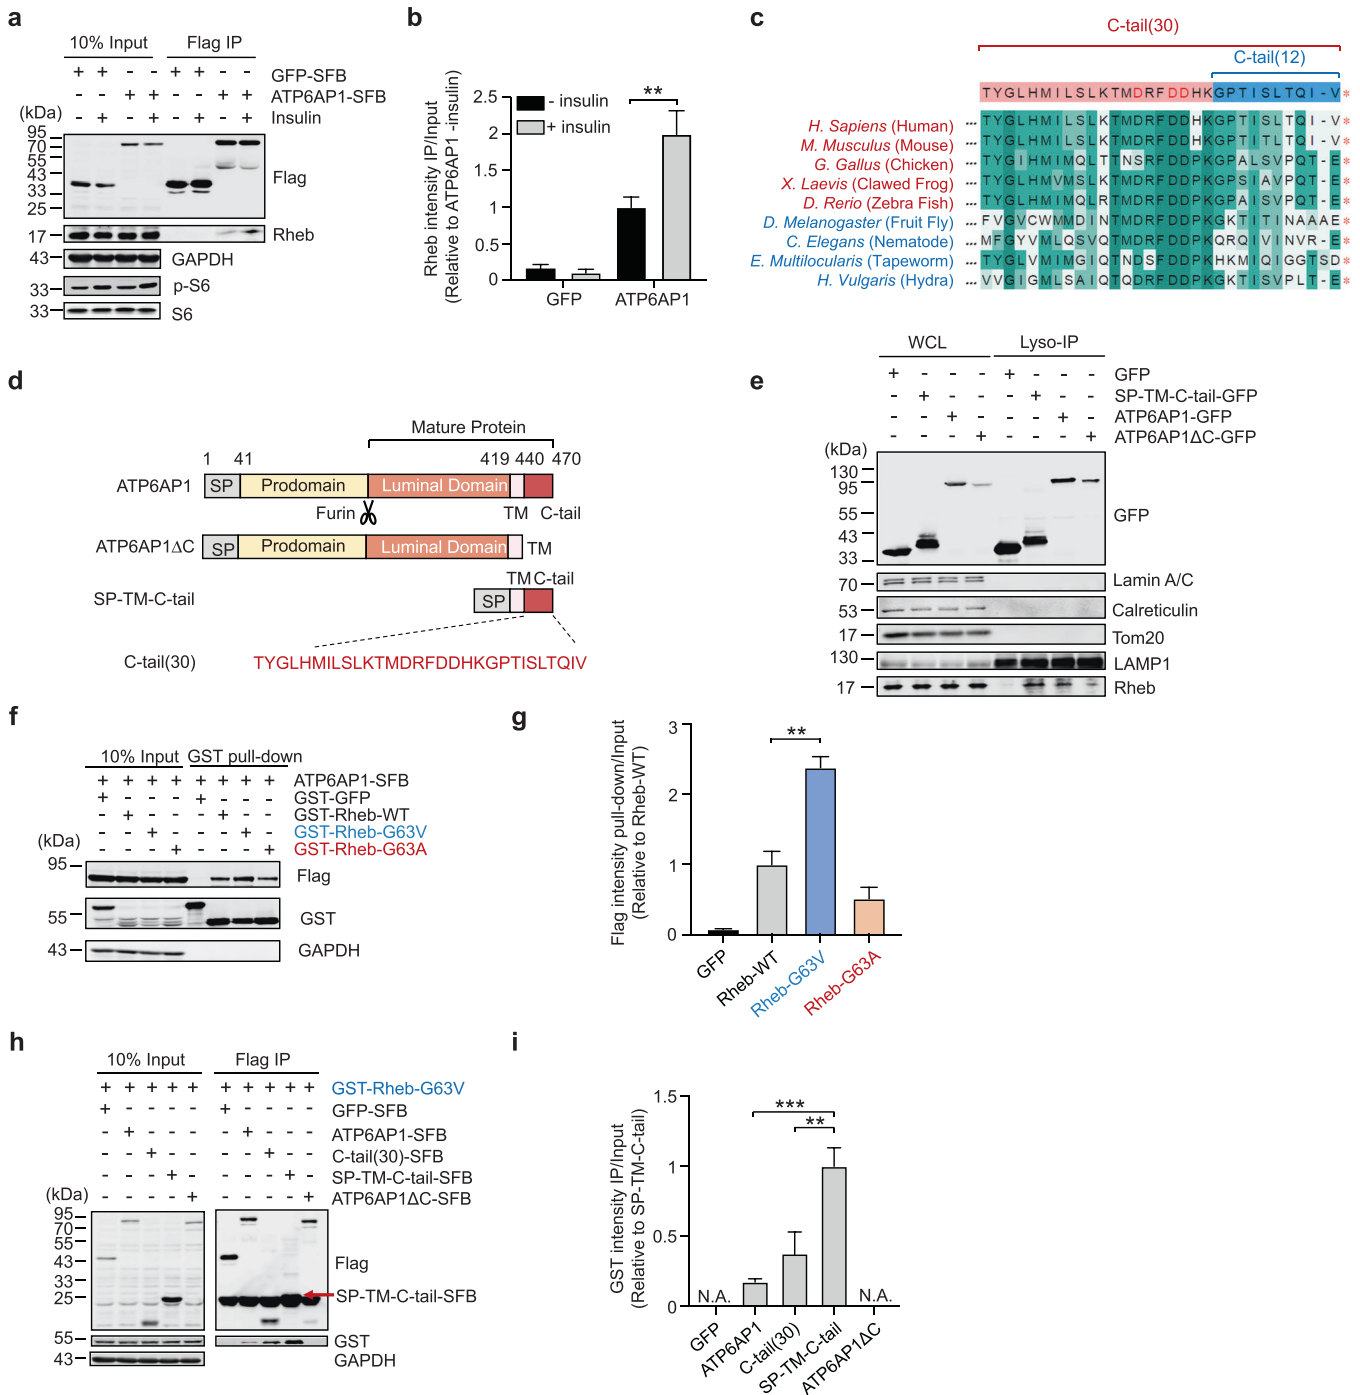 a
10% Input Flag IP
+ + - - + + - - GFP-SFB
- - + + - - + + ATP6AP1-SFB
(kDa) - + - + - + - + Insulin
95
70
55
43
33
25
Flag
17 Rheb
43 GAPDH
33 p-S6
33 S6
b
Rheb intensity IP/Input
(Relative to ATP6AP1 -insulin)
2.5
2
1.5
1
0.5
0
- insulin
+ insulin
**
GFP ATP6AP1
c
C-tail(30)
C-tail(12)
TYGLHMILSLKTMDRFDDHKGPTISLTQI-V*
H. Sapiens (Human) ... TYGLHMILSLKTMDRFDDHKGPTISLTQI-V*
M. Musculus (Mouse) ... TYGLHMILSLKTMDRFDDHKGPTISLTQI-V*
G. Gallus (Chicken) ... TYGIHMIMQLTTNSRFDDPKGPALSVPQT-E*
X. Laevis (Clawed Frog) ... TYGLHMVMSLKTMDRFDDPKGPSIAVPQT-E*
D. Rerio (Zebra Fish) ... TYGLHMILSLKTMDRFDDPKGPTISVPQT-E*
D. Melanogaster (Fruit Fly) ... FVGVCWMMDINTMDRFDDPKGKTITINAAAE*
C. Elegans (Nematode) ... MFGYVMLQSVQTMDRFDDPKQRQIVINVR-E*
E. Multilocularis (Tapeworm) ... TYGLVMIMGIQTNDSFDDPKHKMIQIGGTSD*
H. Vulgaris (Hydra) ... VVGIGMLSAIQTNDRFDDPKGKTISVPLT-E*
d
Mature Protein
1 41 419 440 470
ATP6AP1 SP Prodomain Luminal Domain
Furin TM C-tail
ATP6AP1ΔC SP Prodomain Luminal Domain TM
TM C-tail
SP-TM-C-tail SP
C-tail(30) TYGLHMILSLKTMDRFDDHKGPTISLTQIV
e
WCL Lyso-IP
+ - - - + - - - GFP
- + - - - + - - SP-TM-C-tail-GFP
- - + - - - + - ATP6AP1-GFP
- - - + - - - + ATP6AP1ΔC-GFP
(kDa)
130
95
55
43
33
GFP
70 Lamin A/C
53 Calreticulin
17 Tom20
130 LAMP1
17 Rheb
f
10% Input GST pull-down
+ + + + + + + + ATP6AP1-SFB
+ - - - + - - - GST-GFP
- + - - - + - - GST-Rheb-WT
- - + - - - + - GST-Rheb-G63V
(kDa) - - - + - - - + GST-Rheb-G63A
95 Flag
55 GST
43 GAPDH
g
Flag intensity pull-down/Input
(Relative to Rheb-WT)
3
2
1
0
**
GFP
Rheb-WT
Rheb-G63V
Rheb-G63A
h
10% Input Flag IP
+ + + + + + + + + + GST-Rheb-G63V
+ - - - - + - - - - GFP-SFB
- + - - - - + - - - ATP6AP1-SFB
- - + - - - - + - - C-tail(30)-SFB
- - - + - - - - + - SP-TM-C-tail-SFB
(kDa) - - - - + - - - - + ATP6AP1ΔC-SFB
95
70
55
43
33
25
Flag
SP-TM-C-tail-SFB
55 GST
43 GAPDH
i
GST intensity IP/Input
(Relative to SP-TM-C-tail)
1.5
1
0.5
0
***
**
N.A. N.A.
GFP
ATP6AP1
C-tail(30)
SP-TM-C-tail
ATP6AP1ΔC